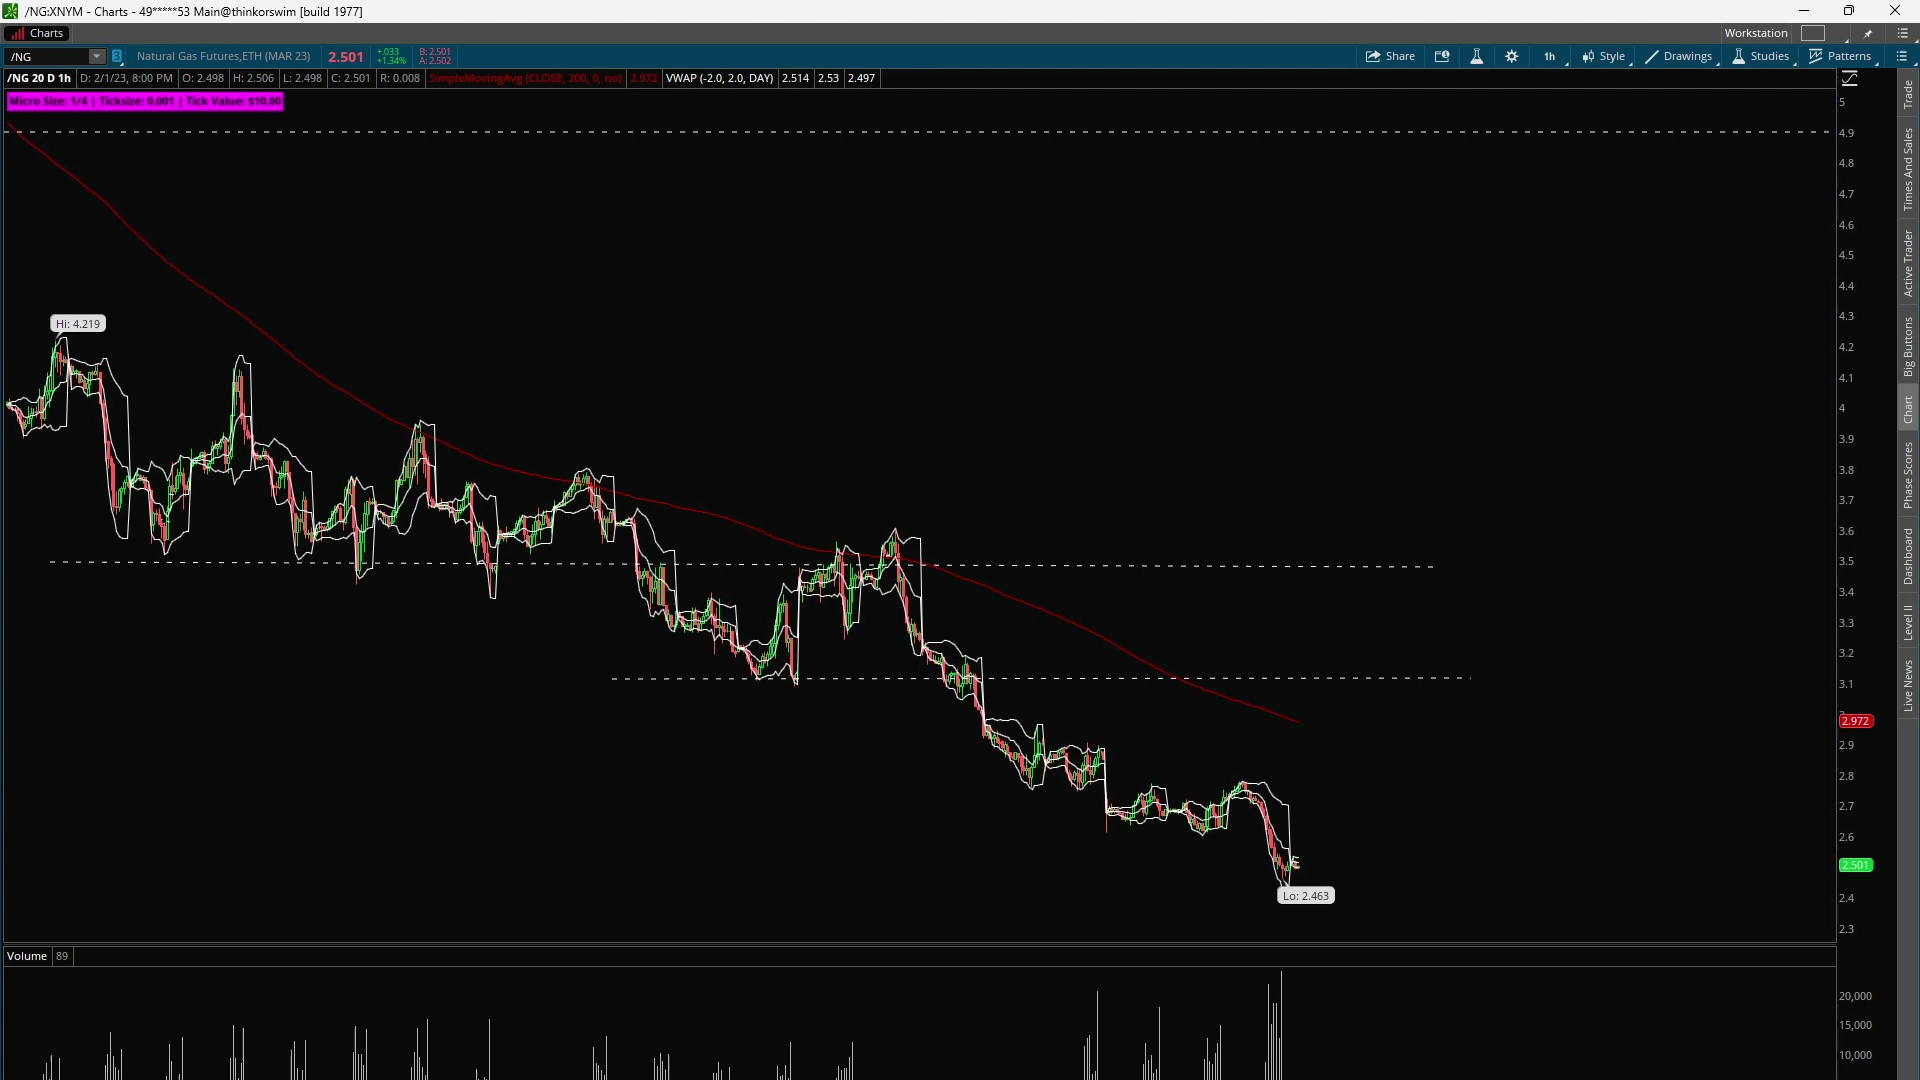 /NG:XNYM - Charts - 49*****53 Main@thinkorswim [build 1977]
Charts
Workstation
/NG
3
Natural Gas Futures,ETH (MAR 23)
2.501
+.033
+1.34%
B: 2.501
A: 2.502
Share
1h
Style
Drawings
Studies
Patterns
/NG 20 D 1h
D: 2/1/23, 8:00 PM
O: 2.498
H: 2.506
L: 2.498
C: 2.501
R: 0.008
SimpleMovingAvg (CLOSE, 200, 0, no)
2.972
VWAP (-2.0, 2.0, DAY)
2.514
2.53
2.497
Micro Size: 1/4 | Ticksize: 0.001 | Tick Value: $10.00
Hi: 4.219
Lo: 2.463
5
4.9
4.8
4.7
4.6
4.5
4.4
4.3
4.2
4.1
4
3.9
3.8
3.7
3.6
3.5
3.4
3.3
3.2
3.1
2.972
2.9
2.8
2.7
2.6
2.501
2.4
2.3
Volume
89
20,000
15,000
10,000
Trade
Times And Sales
Active Trader
Big Buttons
Chart
Phase Scores
Dashboard
Level II
Live News